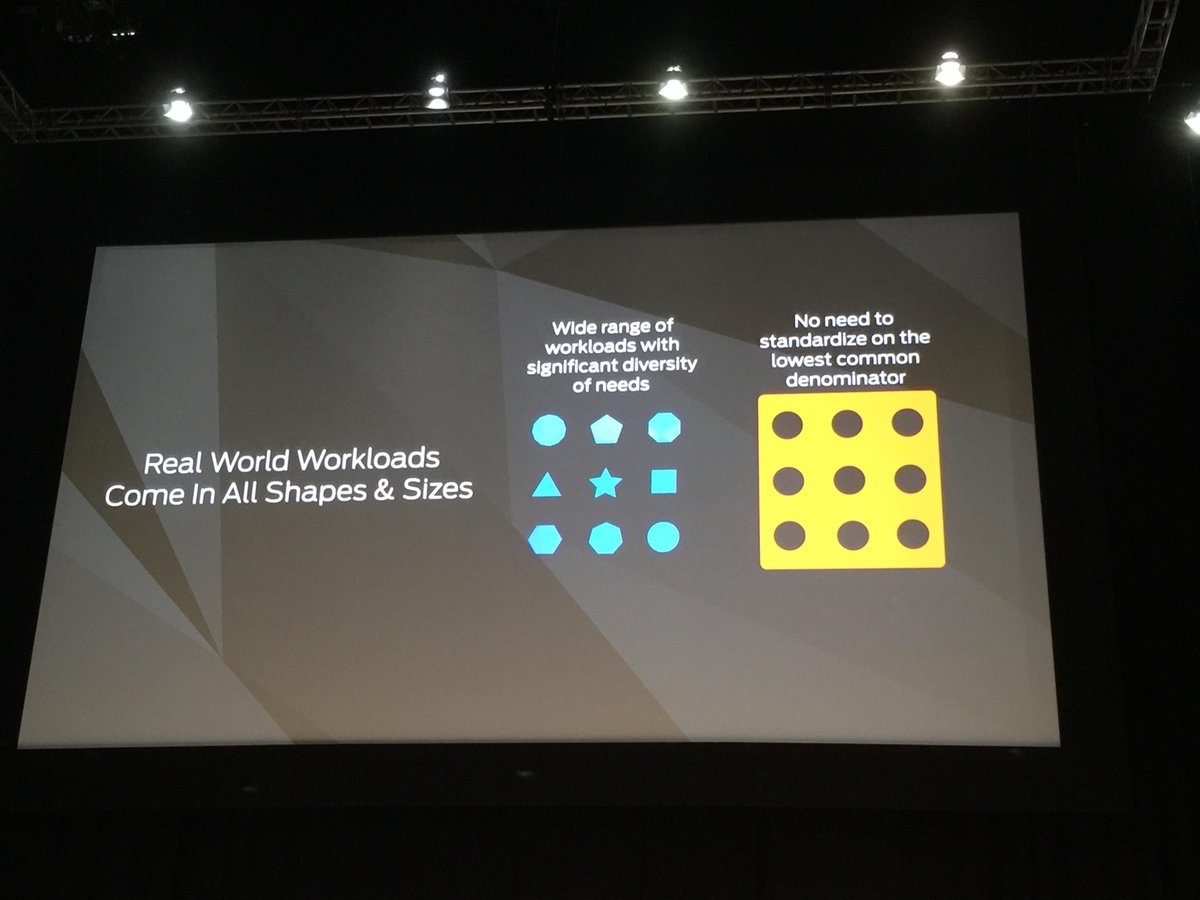 Real World Workloads
Come In All Shapes & Sizes
Wide range of
workloads with
significant diversity
of needs
No need to
standardize on the
lowest common
denominator